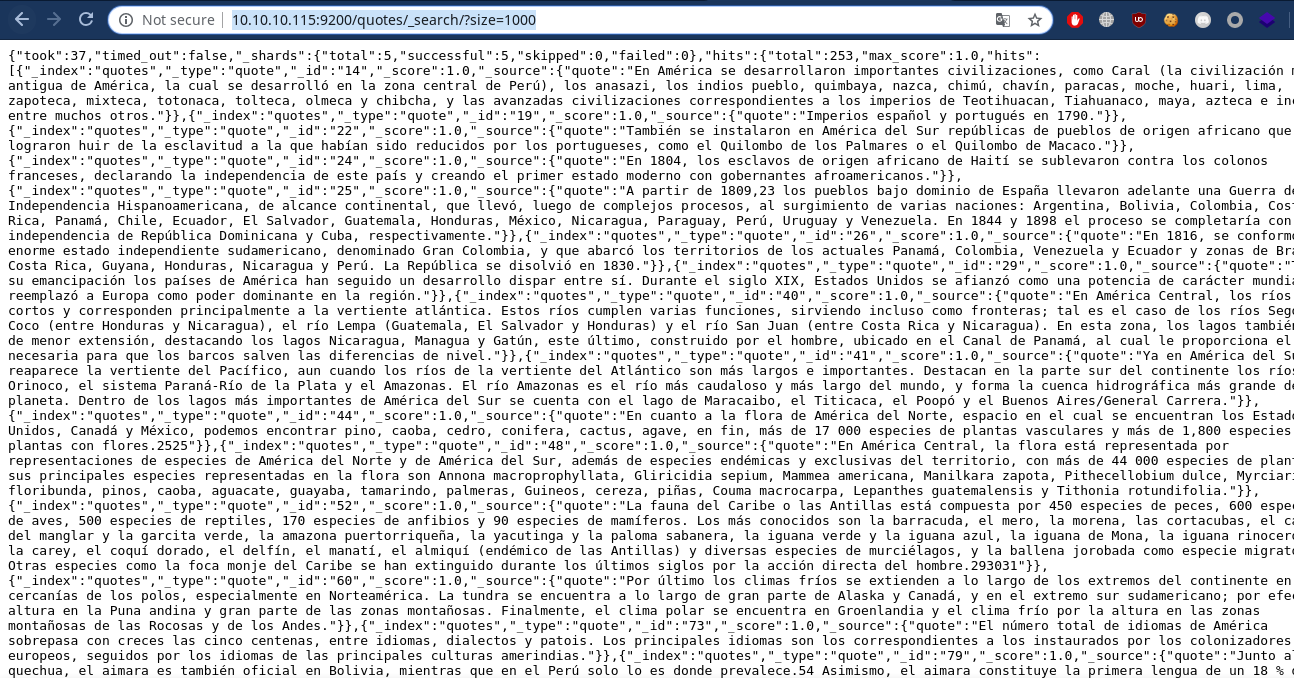 Not secure
10.10.10.115:9200/quotes/_search/?size=1000
{"took":37,"timed_out":false,"_shards":{"total":5,"successful":5,"skipped":0,"failed":0},"hits":{"total":253,"max_score":1.0,"hits":
[{"_index":"quotes","_type":"quote","_id":"14","_score":1.0,"_source":{"quote":"En América se desarrollaron importantes civilizaciones, como Caral (la civilización
antigua de América, la cual se desarrolló en la zona central de Perú), los anasazi, los indios pueblo, quimbaya, nazca, chimú, chavín, paracas, moche, huari, lima,
zapoteca, mixteca, totonaca, tolteca, olmeca y chibcha, y las avanzadas civilizaciones correspondientes a los imperios de Teotihuacan, Tiahuanaco, maya, azteca e
entre muchos otros."}},{"_index":"quotes","_type":"quote","_id":"19","_score":1.0,"_source":{"quote":"Imperios español y portugués en 1790."}},
{"_index":"quotes","_type":"quote","_id":"22","_score":1.0,"_source":{"quote":"También se instalaron en América del Sur repúblicas de pueblos de origen africano que
lograron huir de la esclavitud a la que habían sido reducidos por los portugueses, como el Quilombo de los Palmares o el Quilombo de Macaco."}},
{"_index":"quotes","_type":"quote","_id":"24","_score":1.0,"_source":{"quote":"En 1804, los esclavos de origen africano de Haití se sublevaron contra los colonos
franceses, declarando la independencia de este país y creando el primer estado moderno con gobernantes afroamericanos."}},
{"_index":"quotes","_type":"quote","_id":"25","_score":1.0,"_source":{"quote":"A partir de 1809,23 los pueblos bajo dominio de España llevaron adelante una Guerra de
Independencia Hispanoamericana, de alcance continental, que llevó, luego de complejos procesos, al surgimiento de varias naciones: Argentina, Bolivia, Colombia,
Rica, Panamá, Chile, Ecuador, El Salvador, Guatemala, Honduras, México, Nicaragua, Paraguay, Perú, Uruguay y Venezuela. En 1844 y 1898 el proceso se completaría con
independencia de República Dominicana y Cuba, respectivamente."}},{"_index":"quotes","_type":"quote","_id":"26","_score":1.0,"_source":{"quote":"En 1816, se
enorme estado independiente sudamericano, denominado Gran Colombia, y que abarcó los territorios de los actuales Panamá, Colombia, Venezuela y Ecuador y zonas de
Costa Rica, Guyana, Honduras, Nicaragua y Perú. La República se disolvió en 1830."}},{"_index":"quotes","_type":"quote","_id":"29","_score":1.0,"_source":{"quote":
su emancipación los países de América han seguido un desarrollo dispar entre sí. Durante el siglo XIX, Estados Unidos se afianzó como una potencia de carácter
reemplazó a Europa como poder dominante en la región."}},{"_index":"quotes","_type":"quote","_id":"40","_score":1.0,"_source":{"quote":"En América Central, los ríos
cortos y corresponden principalmente a la vertiente atlántica. Estos ríos cumplen varias funciones, sirviendo incluso como fronteras; tal es el caso de los ríos
Coco (entre Honduras y Nicaragua), el río Lempa (Guatemala, El Salvador y Honduras) y el río San Juan (entre Costa Rica y Nicaragua). En esta zona, los lagos
de menor extensión, destacando los lagos Nicaragua, Managua y Gatún, este último, construido por el hombre, ubicado en el Canal de Panamá, al cual le proporciona el
necesaria para que los barcos salven las diferencias de nivel."}},{"_index":"quotes","_type":"quote","_id":"41","_score":1.0,"_source":{"quote":"Ya en América del
reaparece la vertiente del Pacífico, aun cuando los ríos de la vertiente del Atlántico son más largos e importantes. Destacan en la parte sur del continente los
Orinoco, el sistema Paraná-Río de la Plata y el Amazonas. El río Amazonas es el río más caudaloso y más largo del mundo, y forma la cuenca hidrográfica más grande
planeta. Dentro de los lagos más importantes de América del Sur se cuenta con el lago de Maracaibo, el Titicaca, el Poopó y el Buenos Aires/General Carrera."}},
{"_index":"quotes","_type":"quote","_id":"44","_score":1.0,"_source":{"quote":"En cuanto a la flora de América del Norte, espacio en el cual se encuentran los
Unidos, Canadá y México, podemos encontrar pino, caoba, cedro, conifera, cactus, agave, en fin, más de 17 000 especies de plantas vasculares y más de 1,800 especies
plantas con flores.2525"}},{"_index":"quotes","_type":"quote","_id":"48","_score":1.0,"_source":{"quote":"En América Central, la flora está representada por
representaciones de especies de América del Norte y de América del Sur, además de especies endémicas y exclusivas del territorio, con más de 44 000 especies de
sus principales especies representadas en la flora son Annona macroprophyllata, Gliricidia sepium, Mammea americana, Manilkara zapota, Pithecellobium dulce,
floribunda, pinos, caoba, aguacate, guayaba, tamarindo, palmeras, Guineos, cereza, piñas, Couma macrocarpa, Lepanthes guatemalensis y Tithonia rotundifolia."}},
{"_index":"quotes","_type":"quote","_id":"52","_score":1.0,"_source":{"quote":"La fauna del Caribe o las Antillas está compuesta por 450 especies de peces, 600
de aves, 500 especies de reptiles, 170 especies de anfibios y 90 especies de mamíferos. Los más conocidos son la barracuda, el mero, la morena, las cortacubas, el
del manglar y la garcita verde, la amazona puertorriqueña, la yacutinga y la paloma sabanera, la iguana verde y la iguana azul, la iguana de Mona, la iguana
la carey, el coquí dorado, el delfín, el manatí, el almiquí (endémico de las Antillas) y diversas especies de murciélagos, y la ballena jorobada como especie
Otras especies como la foca monje del Caribe se han extinguido durante los últimos siglos por la acción directa del hombre.293031"}},
{"_index":"quotes","_type":"quote","_id":"60","_score":1.0,"_source":{"quote":"Por último los climas fríos se extienden a lo largo de los extremos del continente en
cercanías de los polos, especialmente en Norteamérica. La tundra se encuentra a lo largo de gran parte de Alaska y Canadá, y en el extremo sur sudamericano; por
altura en la Puna andina y gran parte de las zonas montañosas. Finalmente, el clima polar se encuentra en Groenlandia y el clima frío por la altura en las zonas
montañosas de las Rocosas y de los Andes."}},{"_index":"quotes","_type":"quote","_id":"73","_score":1.0,"_source":{"quote":"El número total de idiomas de América
sobrepasa con creces las cinco centenas, entre idiomas, dialectos y patois. Los principales idiomas son los correspondientes a los instaurados por los colonizadores
europeos, seguidos por los idiomas de las principales culturas amerindias."}},{"_index":"quotes","_type":"quote","_id":"79","_score":1.0,"_source":{"quote":"Junto
quechua, el aimara es también oficial en Bolivia, mientras que en el Perú solo lo es donde prevalece.54 Asimismo, el aimara constituye la primera lengua de un 18 %